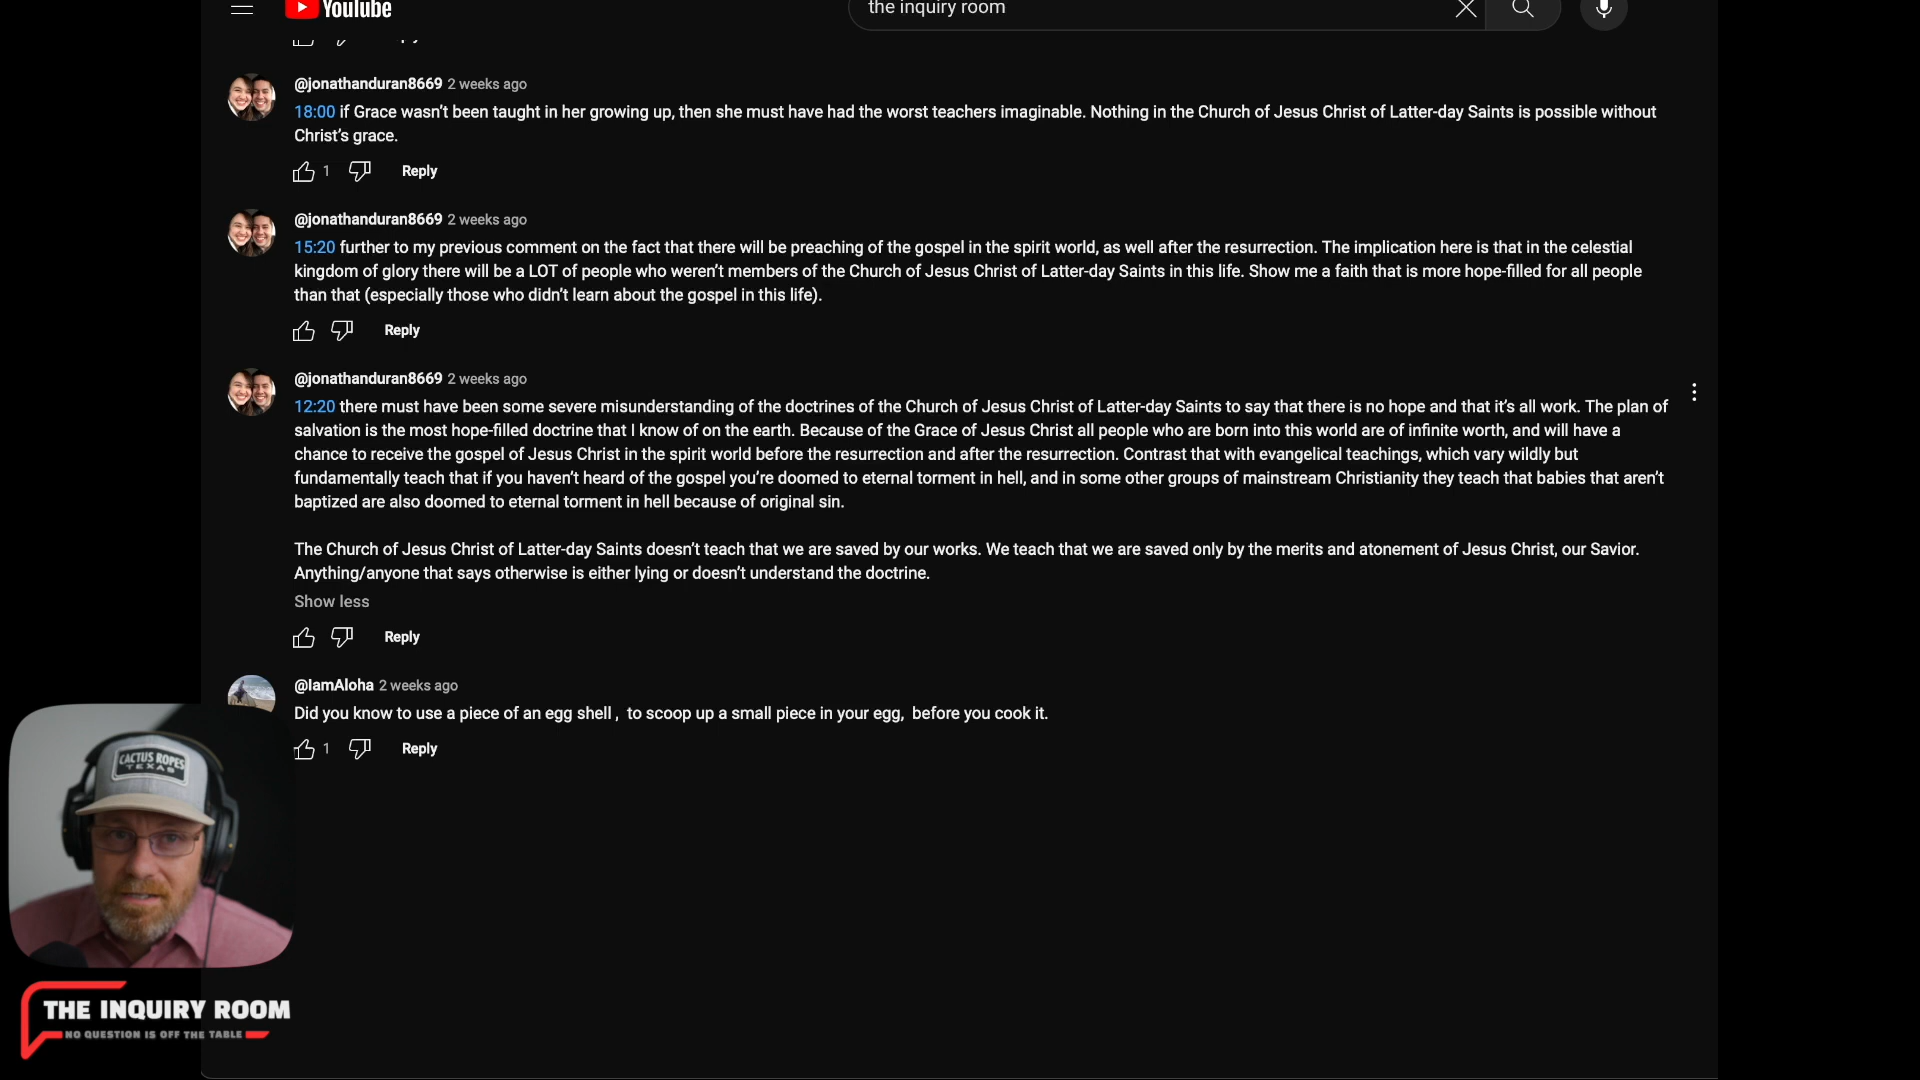 YouTube
the inquiry room
@jonathanduran8669 2 weeks ago
18:00 if Grace wasn’t been taught in her growing up, then she must have had the worst teachers imaginable. Nothing in the Church of Jesus Christ of Latter-day Saints is possible without
Christ’s grace.
1 Reply
@jonathanduran8669 2 weeks ago
15:20 further to my previous comment on the fact that there will be preaching of the gospel in the spirit world, as well after the resurrection. The implication here is that in the celestial
kingdom of glory there will be a LOT of people who weren’t members of the Church of Jesus Christ of Latter-day Saints in this life. Show me a faith that is more hope-filled for all people
than that (especially those who didn’t learn about the gospel in this life).
Reply
@jonathanduran8669 2 weeks ago
12:20 there must have been some severe misunderstanding of the doctrines of the Church of Jesus Christ of Latter-day Saints to say that there is no hope and that it’s all work. The plan of
salvation is the most hope-filled doctrine that I know of on the earth. Because of the Grace of Jesus Christ all people who are born into this world are of infinite worth, and will have a
chance to receive the gospel of Jesus Christ in the spirit world before the resurrection and after the resurrection. Contrast that with evangelical teachings, which vary wildly but
fundamentally teach that if you haven’t heard of the gospel you’re doomed to eternal torment in hell, and in some other groups of mainstream Christianity they teach that babies that aren’t
baptized are also doomed to eternal torment in hell because of original sin.
The Church of Jesus Christ of Latter-day Saints doesn’t teach that we are saved by our works. We teach that we are saved only by the merits and atonement of Jesus Christ, our Savior.
Anything/anyone that says otherwise is either lying or doesn’t understand the doctrine.
Show less
Reply
@IamAloha 2 weeks ago
Did you know to use a piece of an egg shell , to scoop up a small piece in your egg, before you cook it.
1 Reply
CACTUS ROPES
TEXAS
THE INQUIRY ROOM
NO QUESTION IS OFF THE TABLE